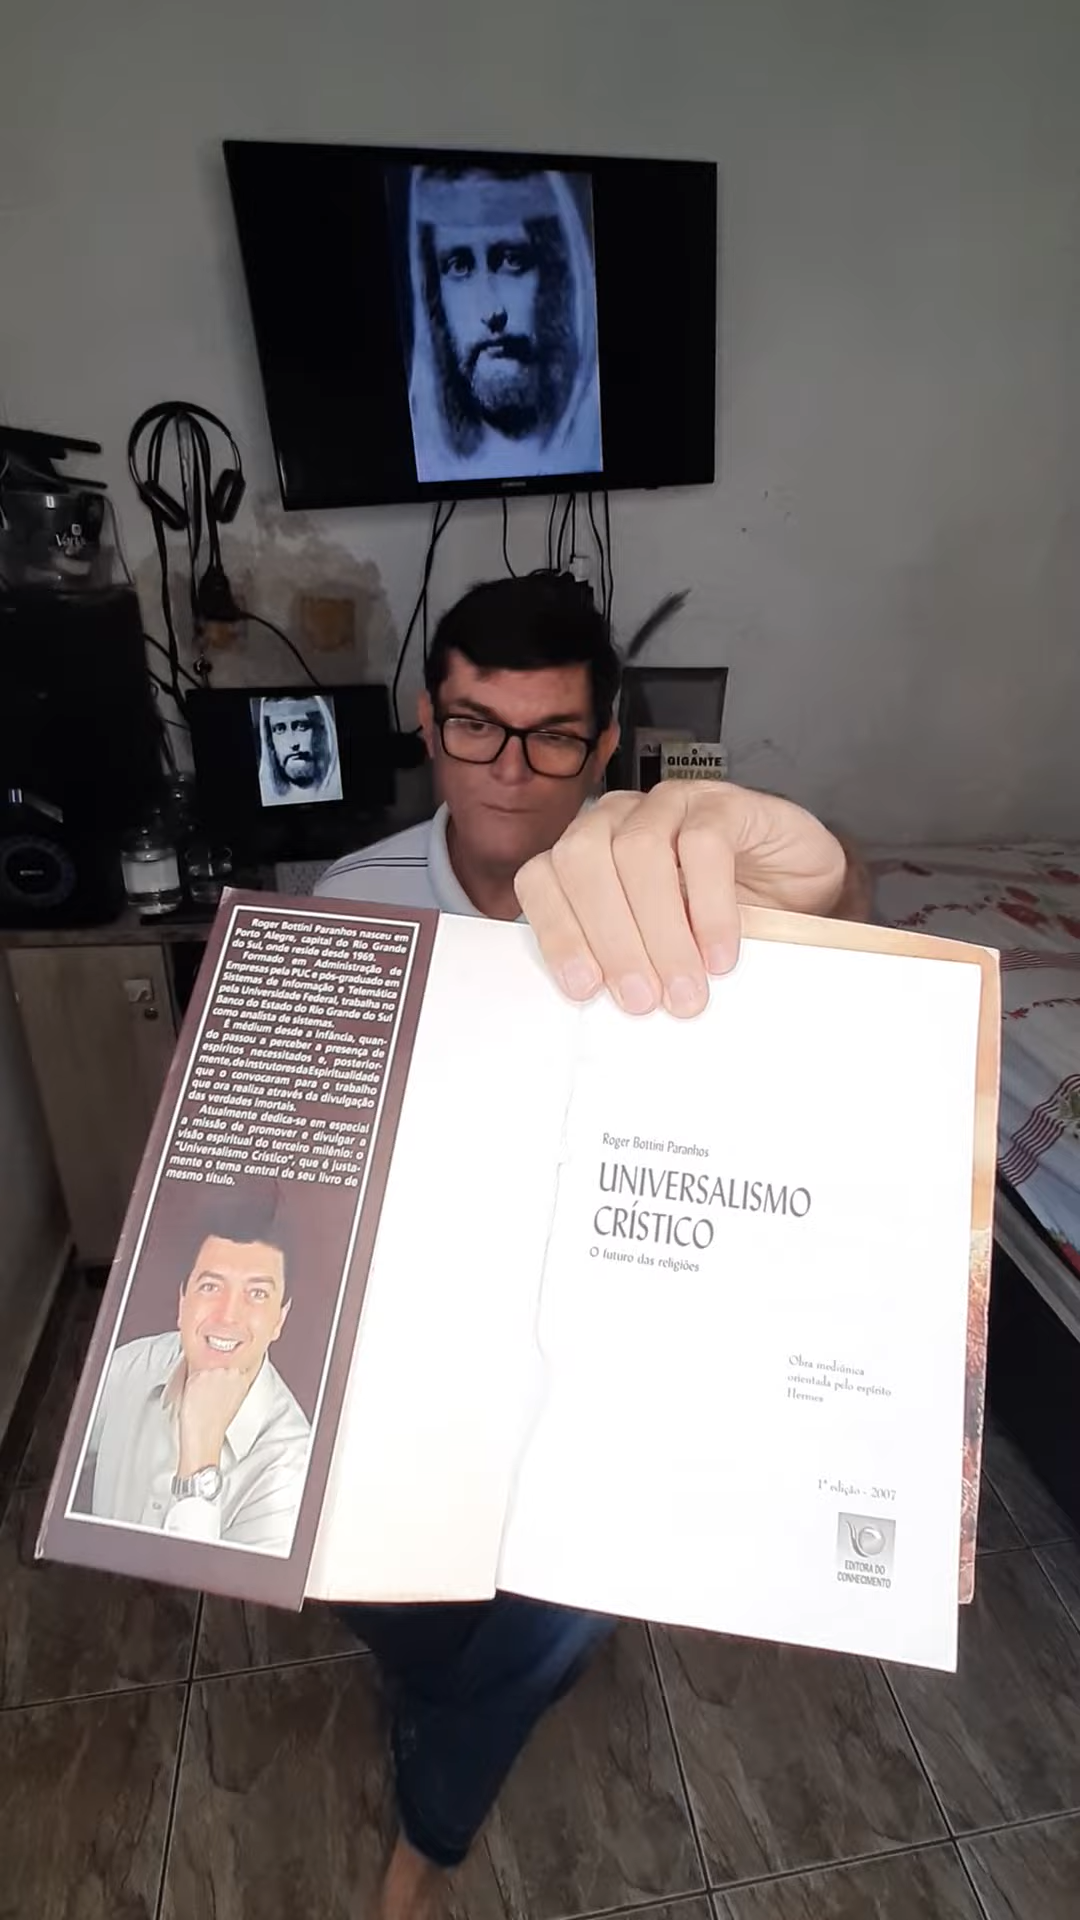 O
GIGANTE
DEITADO
Roger Bottini Paranhos nasceu em
Porto Alegre, capital do Rio Grande
do Sul, onde reside desde 1969.
Formado em Administração de
Empresas pela PUC e pós-graduado em
Sistemas de Informação e Telemática
pela Universidade Federal, trabalha no
Banco do Estado do Rio Grande do Sul
como analista de sistemas.
É médium desde a infância, quan-
do passou a perceber a presença de
espíritos necessitados e, posterior-
mente, de instrutores da Espiritualidade
que o convocaram para o trabalho
que ora realiza através da divulgação
das verdades imortais.
Atualmente dedica-se em especial
a missão de promover e divulgar a
visão espiritual do terceiro milênio: o
"Universalismo Crístico", que é justa-
mente o tema central de seu livro de
mesmo título.
Roger Bottini Paranhos
UNIVERSALISMO
CRÍSTICO
O futuro das religiões
Obra mediúnica
orientada pelo espírito
Hermes
1ª edição - 2007
EDITORA DO
CONHECIMENTO